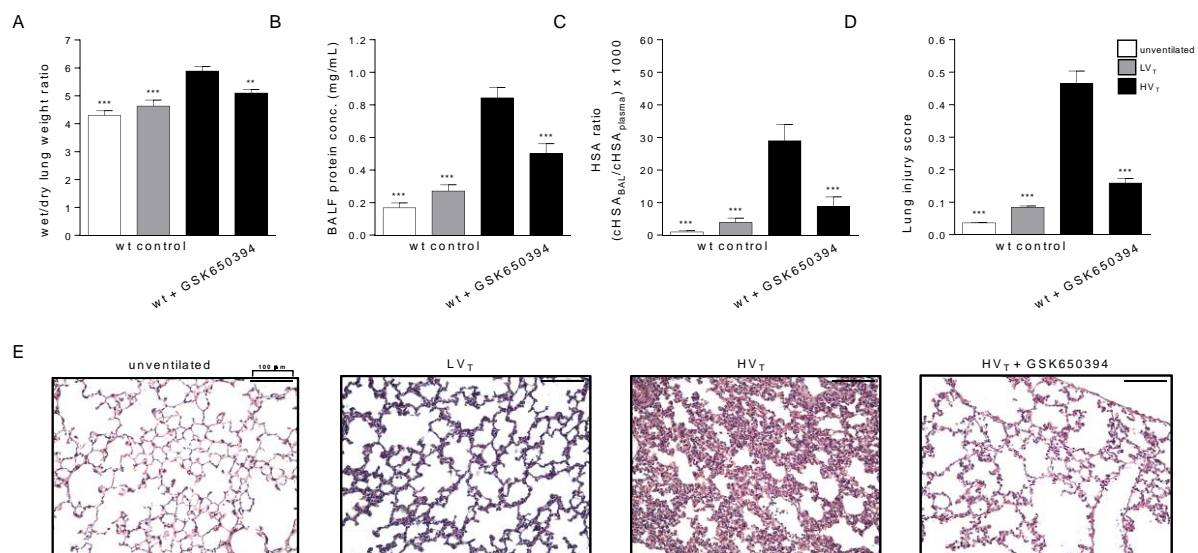 A
wet/dry lung weight ratio
7
6
5
4
3
2
1
0
***
***
**
wt control
wt + GSK650394
B
BALF protein conc. (mg/mL)
1.2
1.0
0.8
0.6
0.4
0.2
0.0
***
***
***
wt control
wt + GSK650394
C
HSA ratio
(cHSA_BAL/cHSA_plasma) x 1000
60
50
40
30
20
10
0
***
***
***
wt control
wt + GSK650394
D
Lung injury score
0.6
0.5
0.4
0.3
0.2
0.1
0.0
***
***
***
wt control
wt + GSK650394
unventilated
LV_T
HV_T
E
unventilated
100 µm
LV_T
HV_T
HV_T + GSK650394